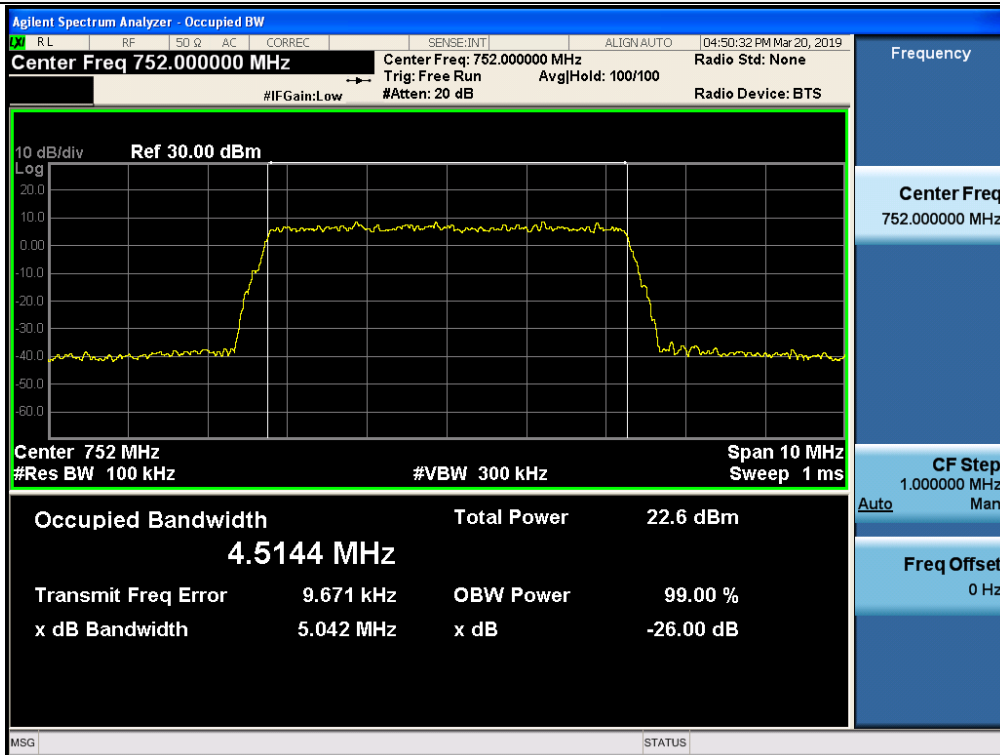 Agilent Spectrum Analyzer - Occupied BW
LXI RL RF 50 Ω AC CORREC SENSE:INT ALIGN AUTO 04:50:32 PM Mar 20, 2019
Center Freq 752.000000 MHz
Center Freq: 752.000000 MHz Radio Std: None
Trig: Free Run Avg|Hold: 100/100
#IFGain:Low #Atten: 20 dB Radio Device: BTS
10 dB/div Ref 30.00 dBm
Log
20.0
10.0
0.00
-10.0
-20.0
-30.0
-40.0
-50.0
-60.0
Center 752 MHz Span 10 MHz
#Res BW 100 kHz #VBW 300 kHz Sweep 1 ms
Occupied Bandwidth Total Power 22.6 dBm
4.5144 MHz
Transmit Freq Error 9.671 kHz OBW Power 99.00 %
x dB Bandwidth 5.042 MHz x dB -26.00 dB
MSG STATUS
Frequency
Center Freq
752.000000 MHz
CF Step
1.000000 MHz
Auto Man
Freq Offset
0 Hz